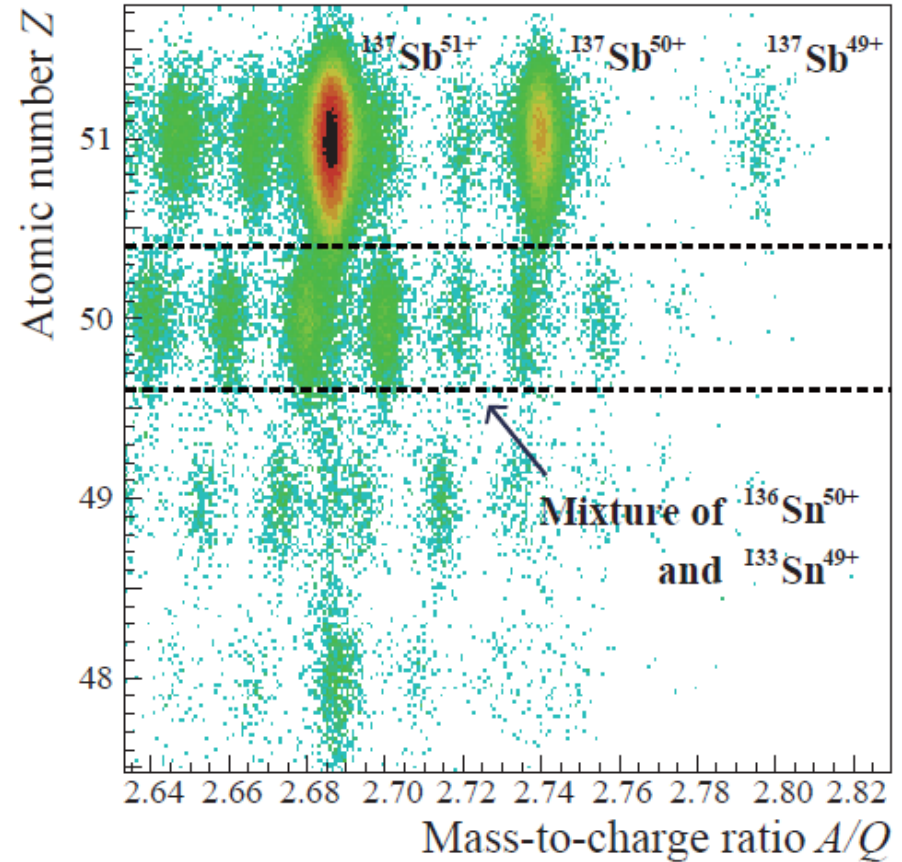 Atomic number Z
51
50
49
48
¹³⁷Sb⁵¹⁺ ¹³⁷Sb⁵⁰⁺ ¹³⁷Sb⁴⁹⁺
Mixture of ¹³⁶Sn⁵⁰⁺
and ¹³³Sn⁴⁹⁺
2.64 2.66 2.68 2.70 2.72 2.74 2.76 2.78 2.80 2.82
Mass-to-charge ratio A/Q